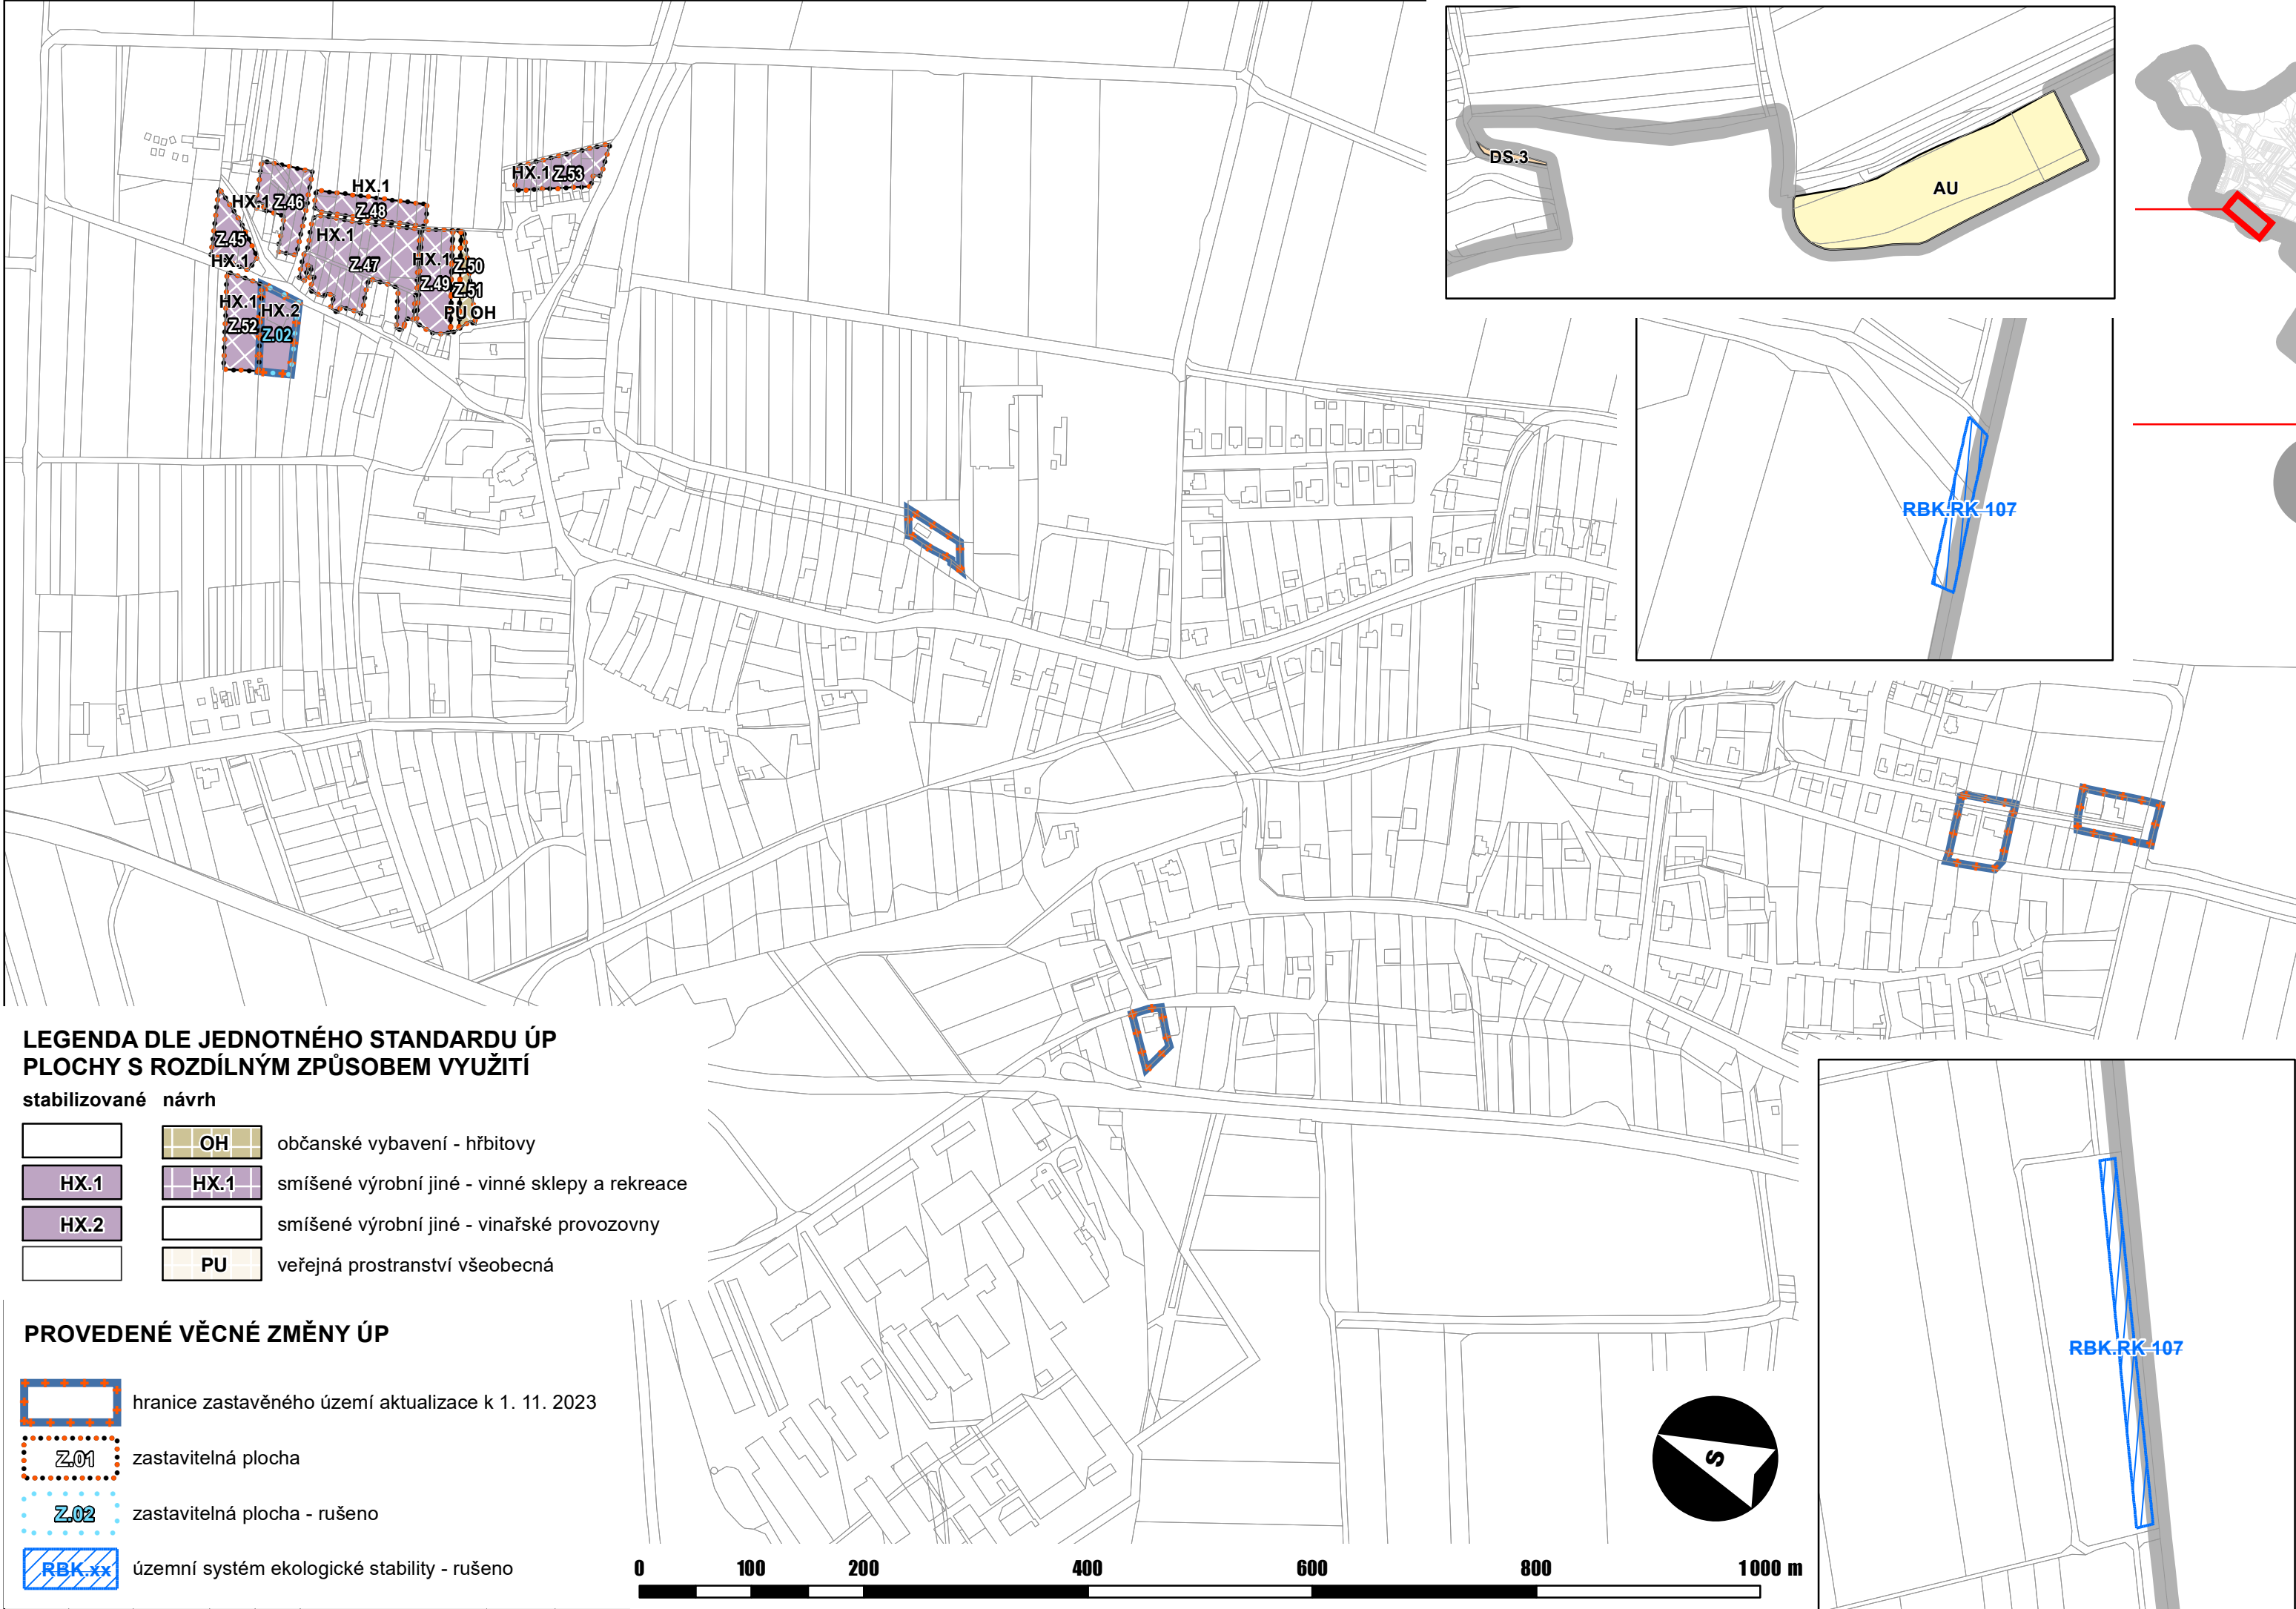 HX.1 Z.53
HX.1
HX.1 Z.46
Z.48
HX.1
Z.45
HX.1
Z.47
HX.1
Z.50
Z.49
Z.51
HX.1
HX.2
PU OH
Z.52
Z.02
DS.3
AU
RBK.RK 107
RBK.RK 107
LEGENDA DLE JEDNOTNÉHO STANDARDU ÚP
PLOCHY S ROZDÍLNÝM ZPŮSOBEM VYUŽITÍ
stabilizované návrh
OH občanské vybavení - hřbitovy
HX.1 HX.1 smíšené výrobní jiné - vinné sklepy a rekreace
HX.2 smíšené výrobní jiné - vinařské provozovny
PU veřejná prostranství všeobecná
PROVEDENÉ VĚCNÉ ZMĚNY ÚP
hranice zastavěného území aktualizace k 1. 11. 2023
Z.01 zastavitelná plocha
Z.02 zastavitelná plocha - rušeno
RBK.xx územní systém ekologické stability - rušeno
S
0 100 200 400 600 800 1 000 m